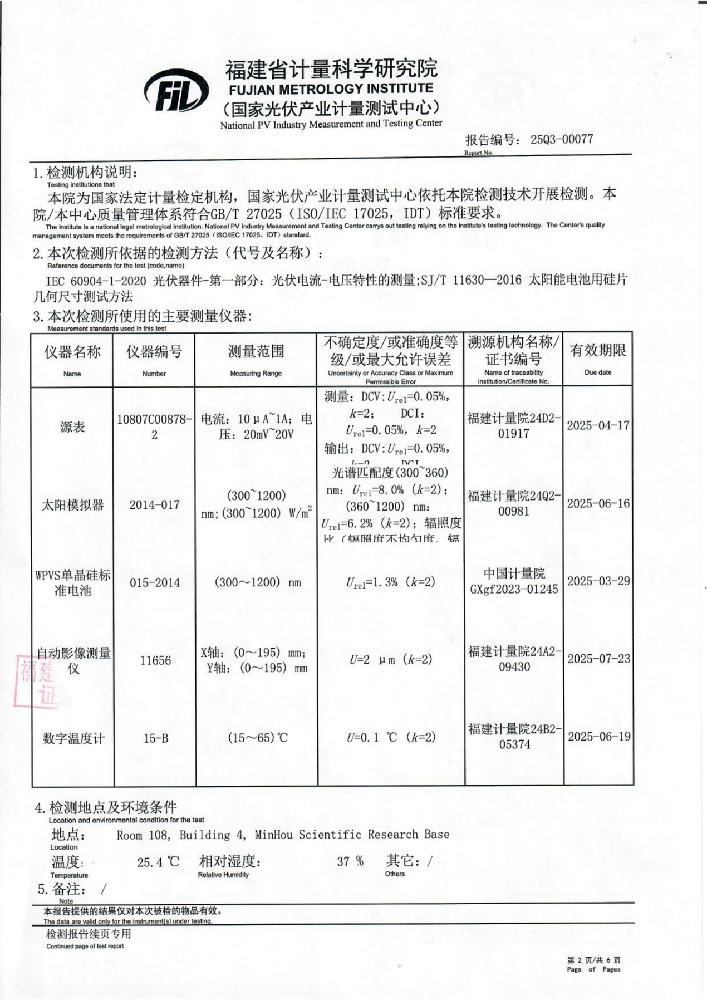 FJL
福建省计量科学研究院
FUJIAN METROLOGY INSTITUTE
（国家光伏产业计量测试中心）
National PV Industry Measurement and Testing Center
报告编号： 25Q3-00077
Report No.
1. 检测机构说明：
Testing institutions that
本院为国家法定计量检定机构，国家光伏产业计量测试中心依托本院检测技术开展检测。本
院/本中心质量管理体系符合GB/T 27025（ISO/IEC 17025，IDT）标准要求。
The institute is a national legal metrological institution. National PV Industry Measurement and Testing Center carrys out testing relying on the institute's testing technology. The Center's quality
management system meets the requirements of GB/T 27025（ISO/IEC 17025，IDT）standard.
2. 本次检测所依据的检测方法（代号及名称）：
Reference documents for the test (code,name)
IEC 60904-1-2020 光伏器件-第一部分：光伏电流-电压特性的测量;SJ/T 11630—2016 太阳能电池用硅片
几何尺寸测试方法
3. 本次检测所使用的主要测量仪器:
Measurement standards used in this test
仪器名称
Name
仪器编号
Number
测量范围
Measuring Range
不确定度/或准确度等
级/或最大允许误差
Uncertainty or Accuracy Class or Maximum
Permissible Error
溯源机构名称/
证书编号
Name of traceability
institution/Certificate No.
有效期限
Due date
源表
10807C00878-
2
电流：10μA~1A；电
压：20mV~20V
测量：DCV:Urel=0.05%，
k=2； DCI：
Urel=0.05%，k=2
输出：DCV:Urel=0.05%，
k=2 DCI
福建计量院24D2-
01917
2025-04-17
太阳模拟器
2014-017
(300~1200)
nm;(300~1200) W/m2
光谱匹配度(300~360)
nm：Urel=8.0%（k=2）;
(360~1200) nm：
Urel=6.2%（k=2）；辐照度
比（辐照度不均匀度、辐
福建计量院24Q2-
00981
2025-06-16
WPVS单晶硅标
准电池
015-2014
（300～1200）nm
Urel=1.3%（k=2）
中国计量院
GXgf2023-01245
2025-03-29
自动影像测量
仪
11656
X轴：（0～195）mm；
Y轴：（0～195）mm
U=2 μm（k=2）
福建计量院24A2-
09430
2025-07-23
数字温度计
15-B
(15～65)℃
U=0.1 ℃（k=2）
福建计量院24B2-
05374
2025-06-19
福建
证
4. 检测地点及环境条件
Location and environmental condition for the test
地点： Room 108, Building 4, MinHou Scientific Research Base
Location
温度: 25.4 ℃ 相对湿度： 37 % 其它：/
Temperature Relative Humidity Others
5. 备注： /
Note
本报告提供的结果仅对本次被检的物品有效。
The data are valid only for the instrument(s) under testing.
检测报告续页专用
Continued page of test report
第 2 页/共 6 页
Page of Pages